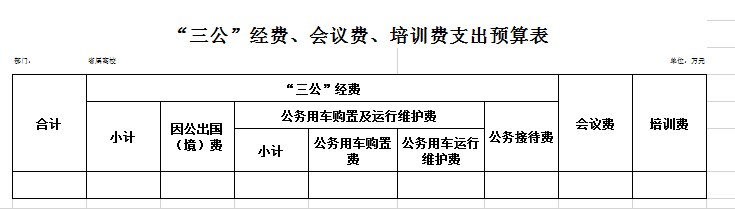 “三公”经费、会议费、培训费支出预算表
部门： 省属高校 单位：万元
合计 “三公”经费 会议费 培训费
小计 因公出国（境）费 公务用车购置及运行维护费 公务接待费
小计 公务用车购置费 公务用车运行维护费